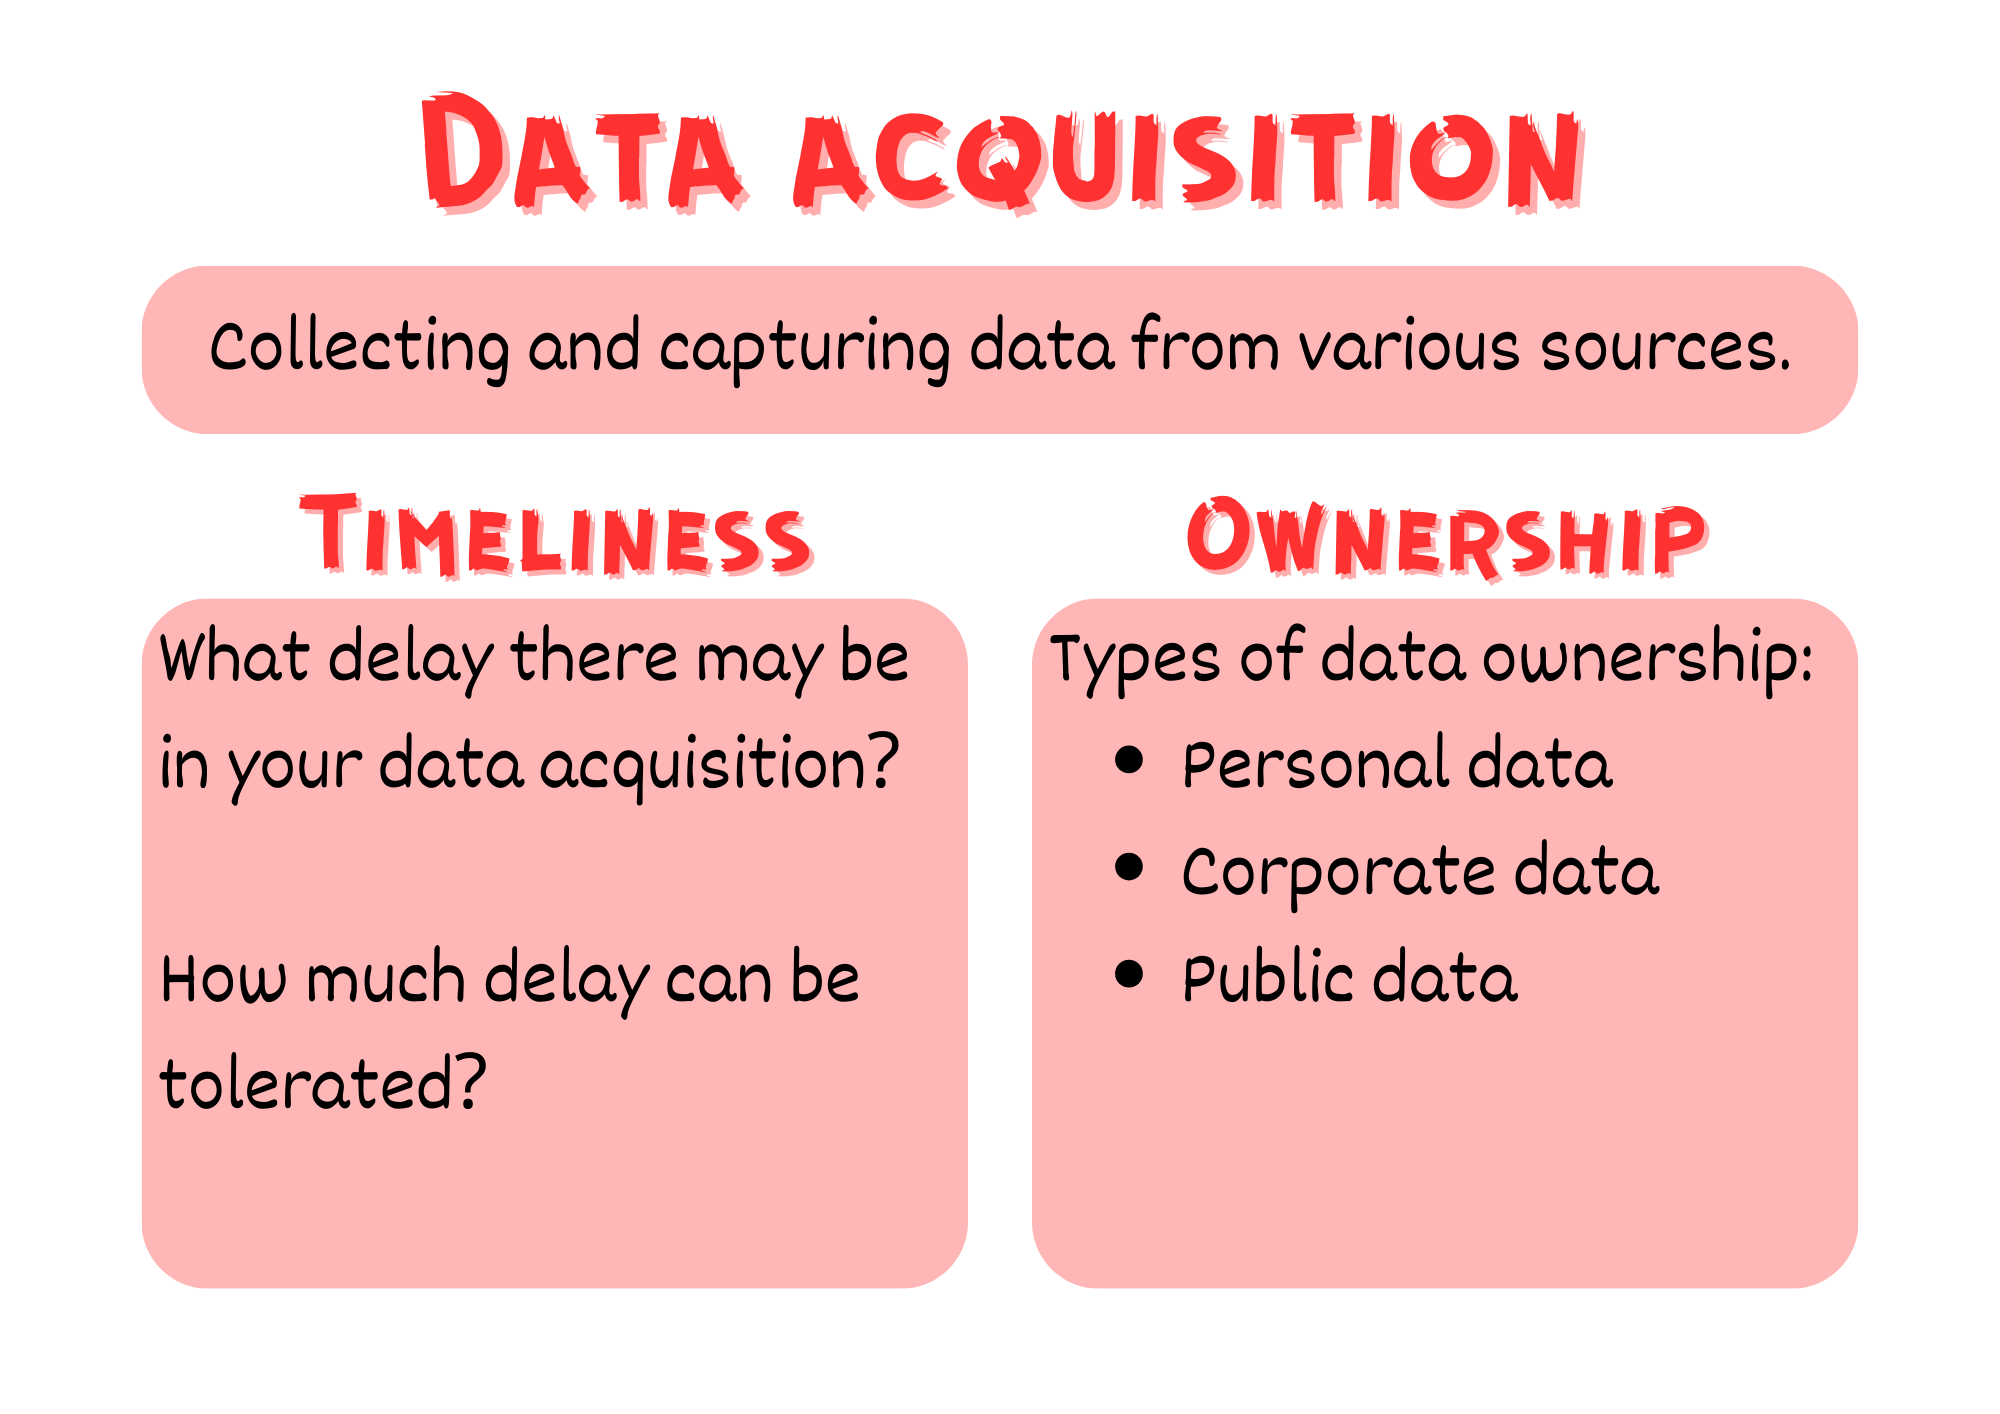 Data acquisition
Collecting and capturing data from various sources.
Timeliness
What delay there may be
in your data acquisition?
How much delay can be
tolerated?
Ownership
Types of data ownership:
• Personal data
• Corporate data
• Public data